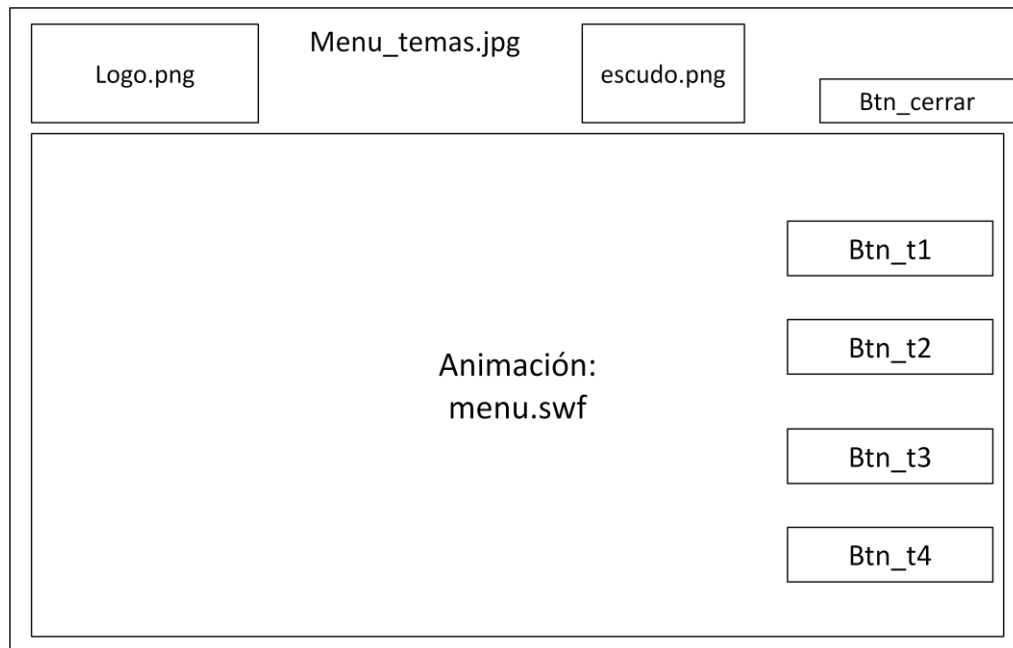 Menu_temas.jpg
Logo.png
escudo.png
Btn_cerrar
Btn_t1
Btn_t2
Animación:
menu.swf
Btn_t3
Btn_t4